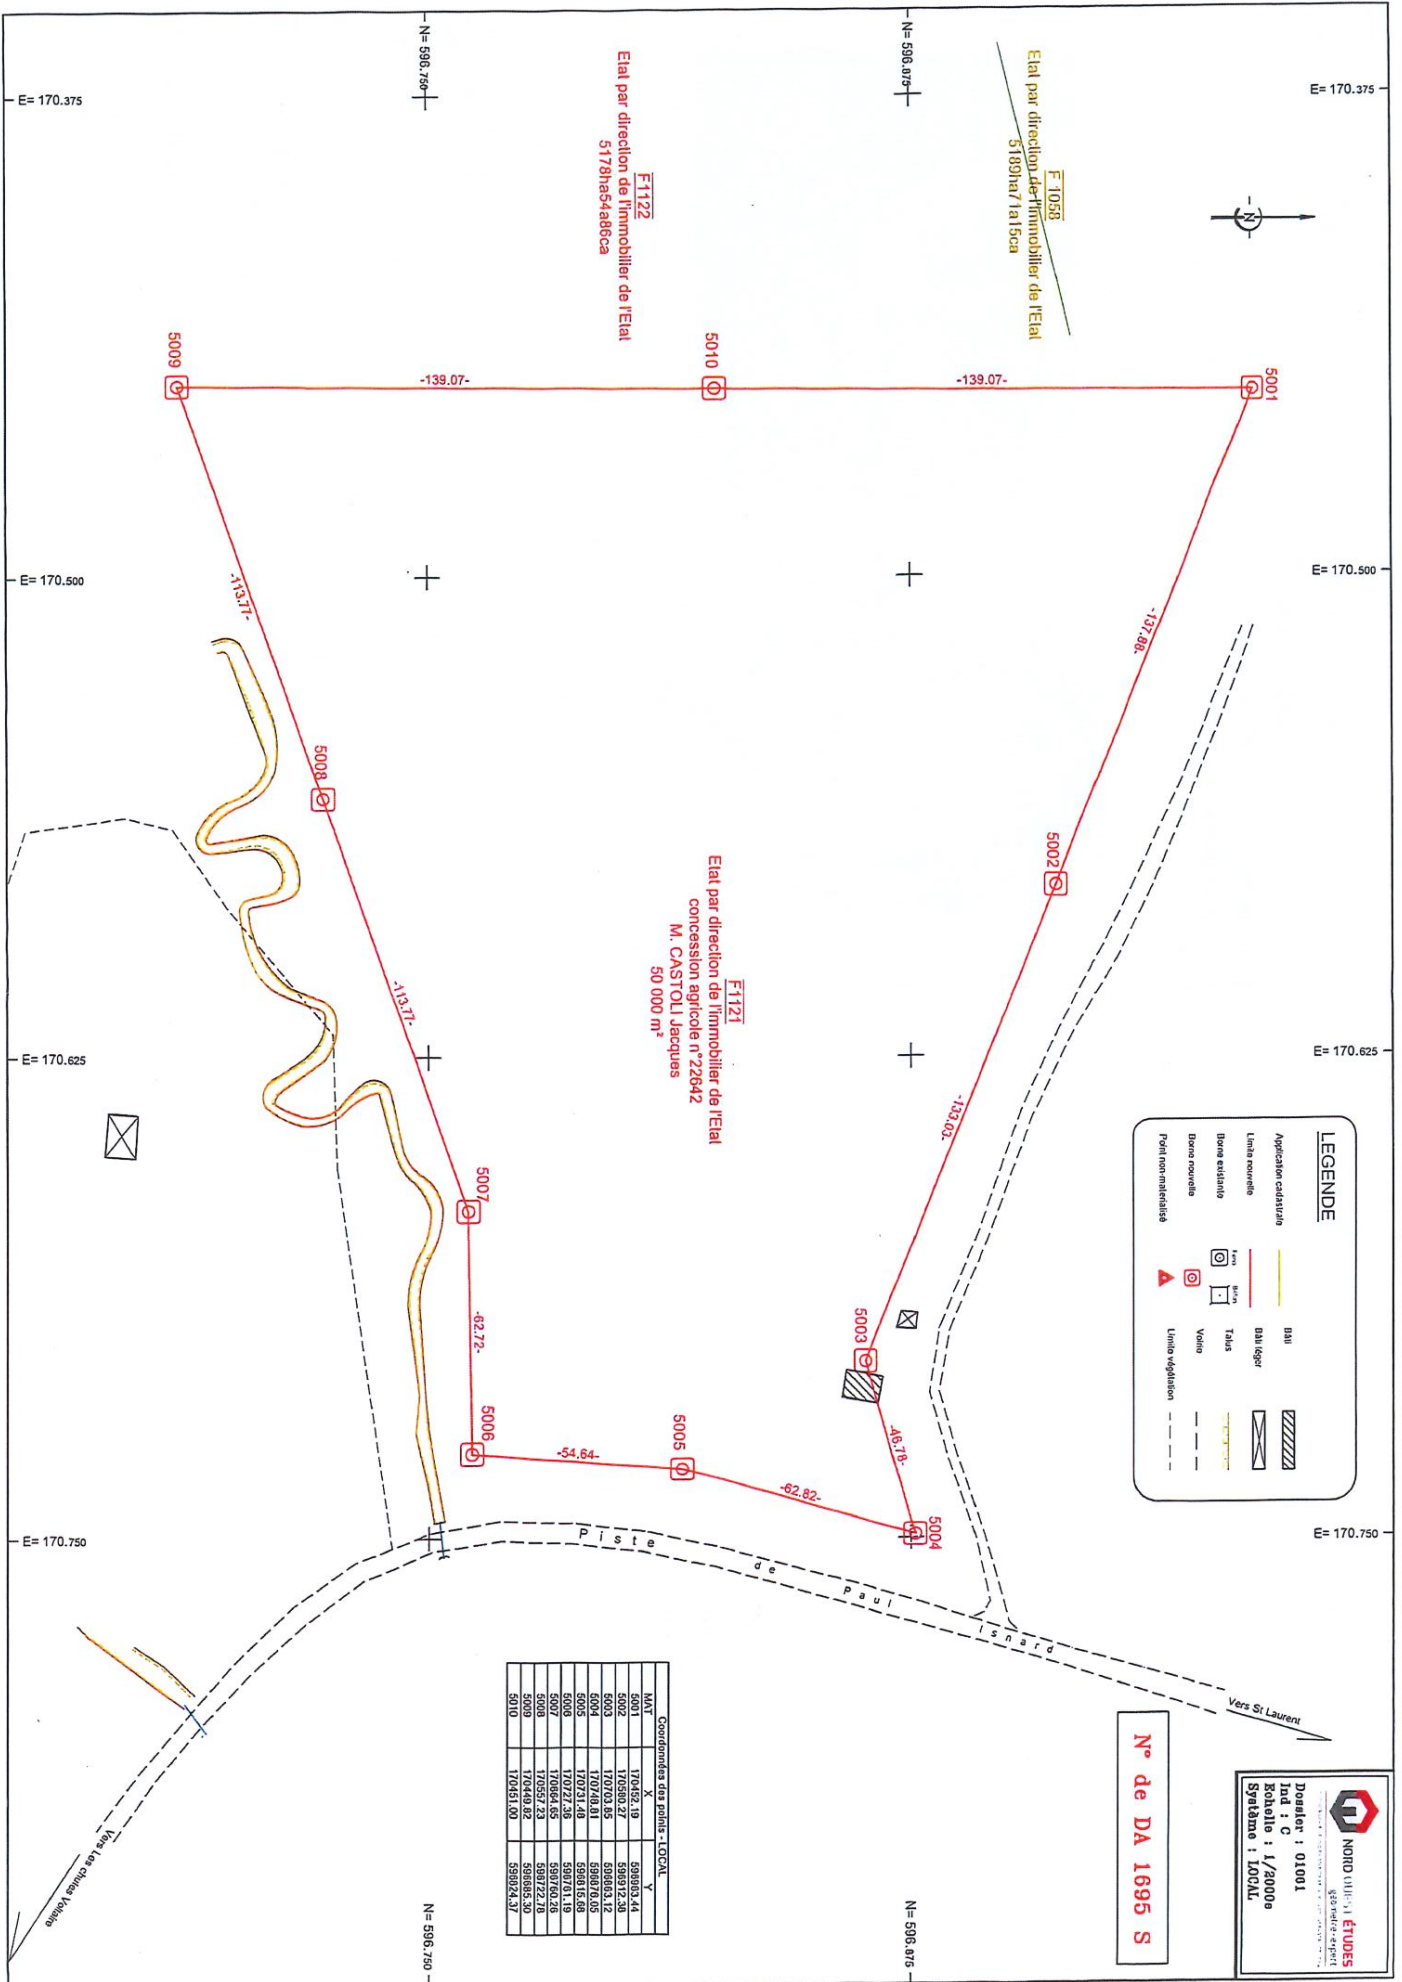 E= 170.375
E= 170.500
E= 170.625
E= 170.750
E= 170.375
E= 170.500
E= 170.625
E= 170.750
N= 596.750
N= 596.875
N= 596.750
N= 596.875
N
F 1058
Etat par direction de l'immobilier de l'Etat
5189ha71a15ca
F1122
Etat par direction de l'immobilier de l'Etat
5178ha54a86ca
F1121
Etat par direction de l'immobilier de l'Etat
concession agricole n°22642
M. CASTOLI Jacques
50 000 m²
5001
-137.88-
5002
-133.03-
5003
-46.78-
5004
-62.82-
5005
-54.64-
5006
-62.72-
5007
-113.77-
5008
-113.77-
5009
-139.07-
5010
-139.07-
Piste de Paul Isnard
Vers St Laurent
Vers Les chutes Voltaire
LEGENDE
Application cadastrale
Limite nouvelle
Borne existante
Borne nouvelle
Point non-materialisé
Bâti
Bâti léger
Talus
Voirie
Limite végétation
Coordonnées des points - LOCAL
MAT X Y
5001 170452.19 596963.44
5002 170580.27 596912.38
5003 170703.85 596863.12
5004 170748.81 596876.05
5005 170731.48 596815.68
5006 170727.36 596761.19
5007 170664.65 596760.26
5008 170557.23 596722.78
5009 170449.82 596685.30
5010 170451.00 596824.37
N° de DA 1695 S
NORD OUEST ÉTUDES
géomètre-expert
Dossier : 01001
Ind : C
Echelle : 1/2000e
Système : LOCAL